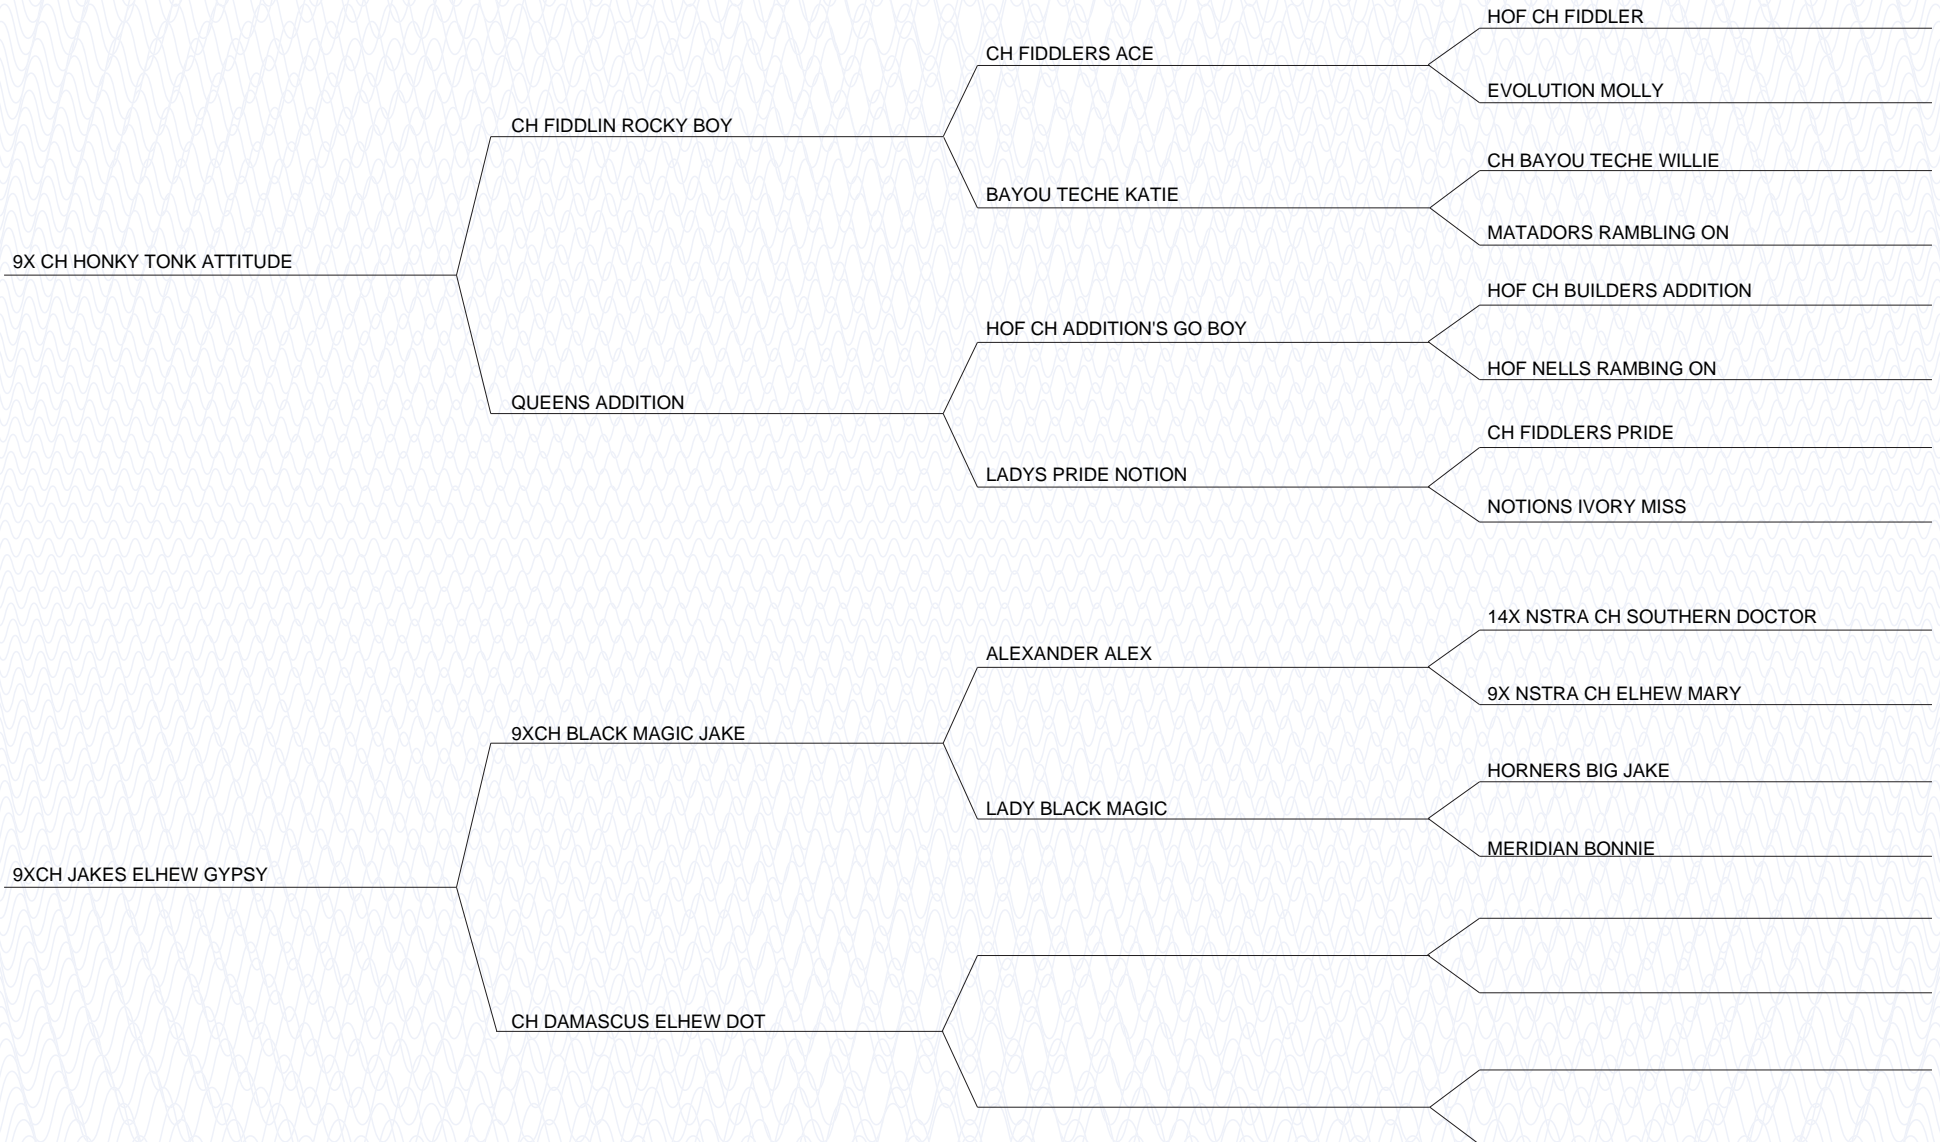 HOF CH FIDDLER
CH FIDDLERS ACE
EVOLUTION MOLLY
CH FIDDLIN ROCKY BOY
CH BAYOU TECHE WILLIE
BAYOU TECHE KATIE
MATADORS RAMBLING ON
9X CH HONKY TONK ATTITUDE
HOF CH BUILDERS ADDITION
HOF CH ADDITION'S GO BOY
HOF NELLS RAMBING ON
QUEENS ADDITION
CH FIDDLERS PRIDE
LADYS PRIDE NOTION
NOTIONS IVORY MISS
14X NSTRA CH SOUTHERN DOCTOR
ALEXANDER ALEX
9X NSTRA CH ELHEW MARY
9XCH BLACK MAGIC JAKE
HORNERS BIG JAKE
LADY BLACK MAGIC
MERIDIAN BONNIE
9XCH JAKES ELHEW GYPSY
CH DAMASCUS ELHEW DOT